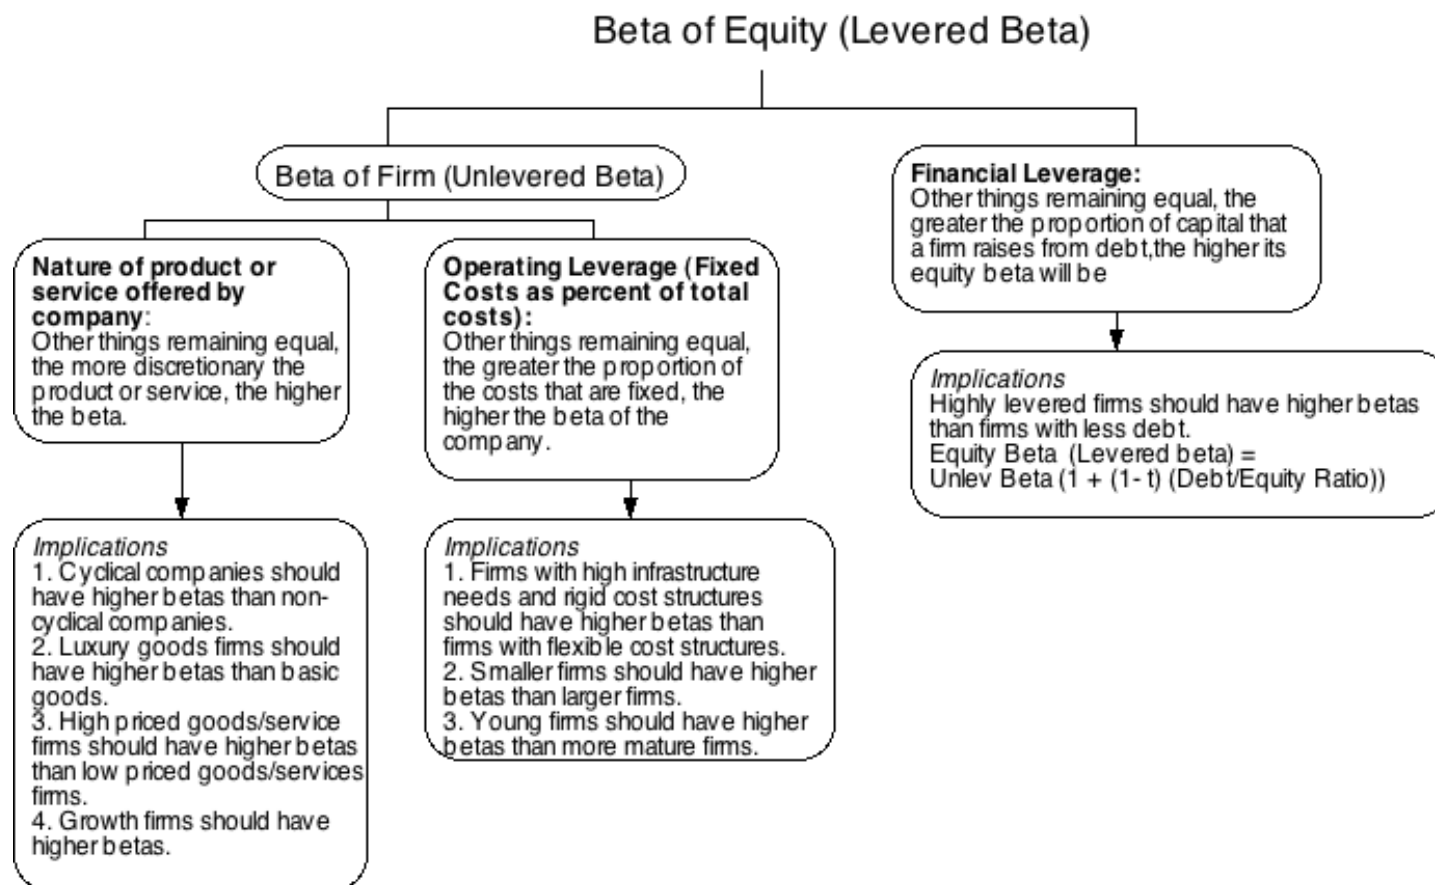 Beta of Equity (Levered Beta)
Beta of Firm (Unlevered Beta)
Nature of product or
service offered by
company:
Other things remaining equal,
the more discretionary the
product or service, the higher
the beta.
Implications
1. Cyclical companies should
have higher betas than non-
cyclical companies.
2. Luxury goods firms should
have higher betas than basic
goods.
3. High priced goods/service
firms should have higher betas
than low priced goods/services
firms.
4. Growth firms should have
higher betas.
Operating Leverage (Fixed
Costs as percent of total
costs):
Other things remaining equal,
the greater the proportion of
the costs that are fixed, the
higher the beta of the
company.
Implications
1. Firms with high infrastructure
needs and rigid cost structures
should have higher betas than
firms with flexible cost structures.
2. Smaller firms should have higher
betas than larger firms.
3. Young firms should have higher
betas than more mature firms.
Financial Leverage:
Other things remaining equal, the
greater the proportion of capital that
a firm raises from debt,the higher its
equity beta will be
Implications
Highly levered firms should have higher betas
than firms with less debt.
Equity Beta (Levered beta) =
Unlev Beta (1 + (1- t) (Debt/Equity Ratio))